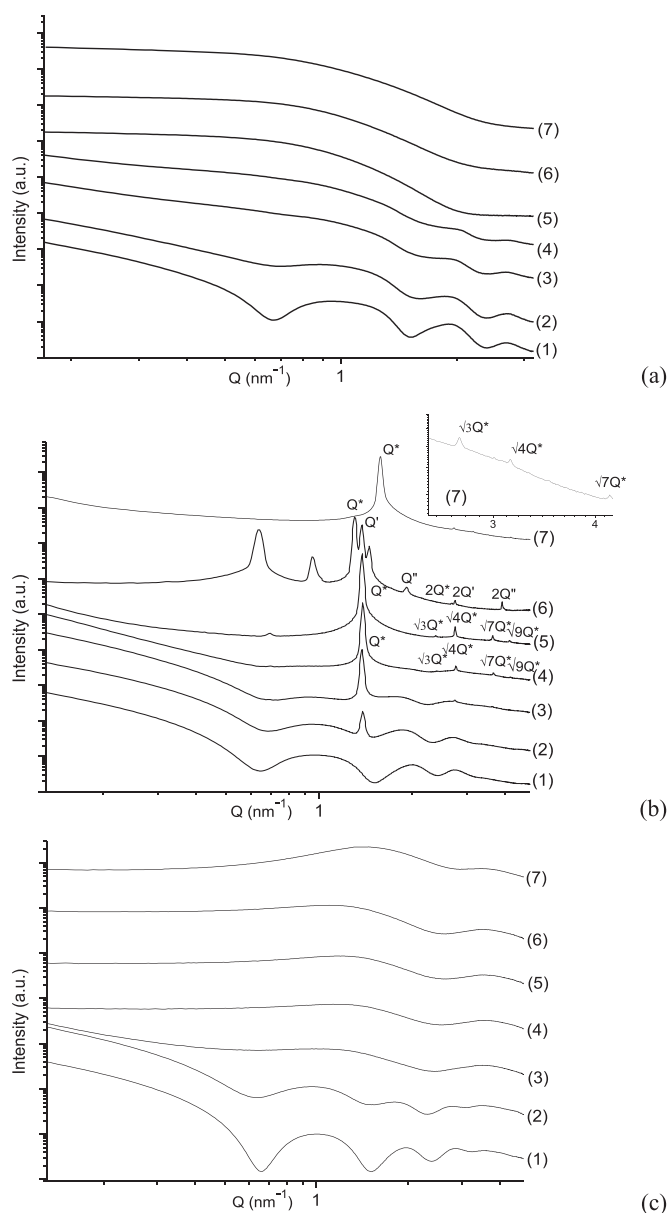 Intensity (a.u.)
(7)
(6)
(5)
(4)
(3)
(2)
(1)
Q (nm⁻¹)
1
(a)
√3Q*
√4Q*
√7Q*
(7)
3
4
Q*
(7)
Q*
Q'
Q"
2Q*
2Q'
2Q"
(6)
Q*
√3Q*
√4Q*
√7Q*
√9Q*
(5)
Q*
√3Q*
√4Q*
√7Q*
√9Q*
(4)
(3)
(2)
(1)
Intensity (a.u.)
Q (nm⁻¹)
1
(b)
Intensity (a.u.)
(7)
(6)
(5)
(4)
(3)
(2)
(1)
Q (nm⁻¹)
1
(c)